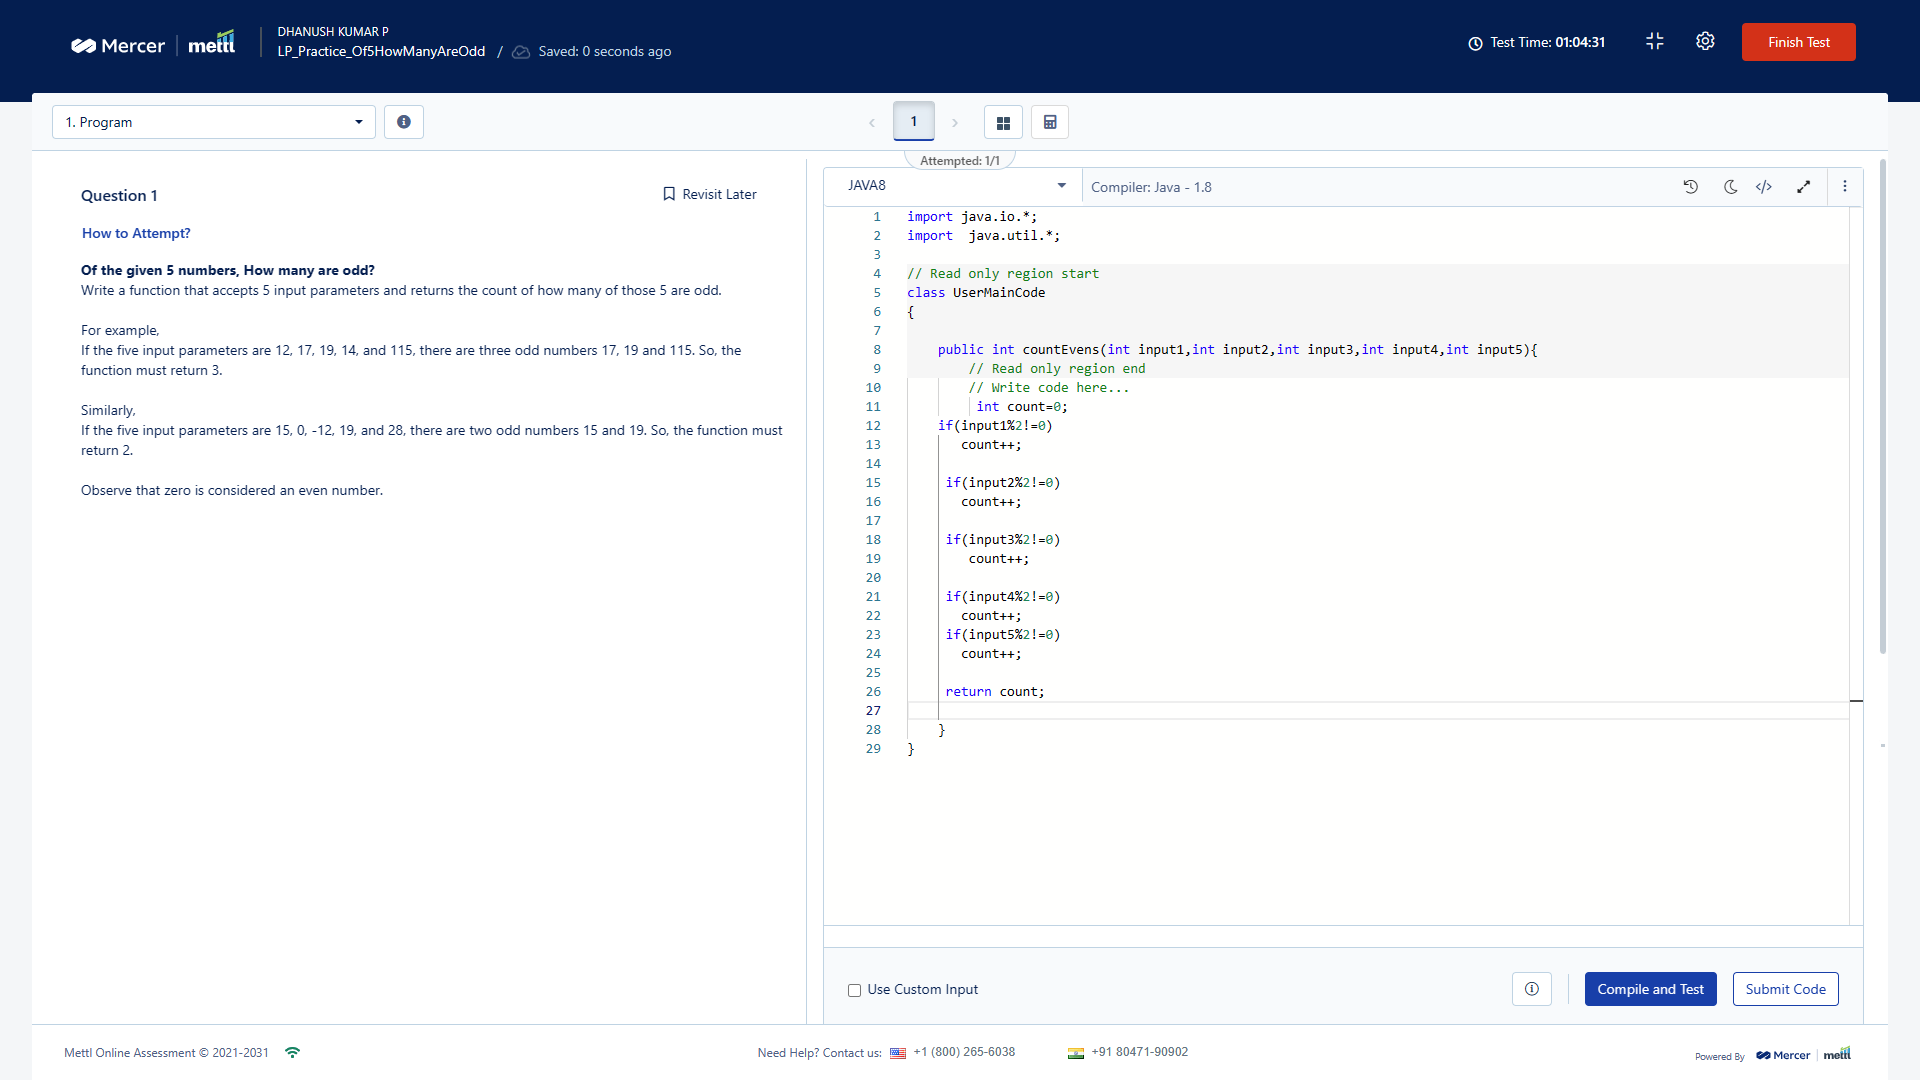 Mercer | mettl
DHANUSH KUMAR P
LP_Practice_Of5HowManyAreOdd / Saved: 0 seconds ago
Test Time: 01:04:31
Finish Test
1. Program
1
Attempted: 1/1
Question 1
Revisit Later
How to Attempt?
Of the given 5 numbers, How many are odd?
Write a function that accepts 5 input parameters and returns the count of how many of those 5 are odd.
For example,
If the five input parameters are 12, 17, 19, 14, and 115, there are three odd numbers 17, 19 and 115. So, the
function must return 3.
Similarly,
If the five input parameters are 15, 0, -12, 19, and 28, there are two odd numbers 15 and 19. So, the function must
return 2.
Observe that zero is considered an even number.
JAVA8
Compiler: Java - 1.8
1 import java.io.*;
2 import  java.util.*;
3
4 // Read only region start
5 class UserMainCode
6 {
7
8     public int countEvens(int input1,int input2,int input3,int input4,int input5){
9         // Read only region end
10         // Write code here...
11          int count=0;
12     if(input1%2!=0)
13        count++;
14
15      if(input2%2!=0)
16        count++;
17
18      if(input3%2!=0)
19         count++;
20
21      if(input4%2!=0)
22        count++;
23      if(input5%2!=0)
24        count++;
25
26      return count;
27
28     }
29 }
Use Custom Input
Compile and Test
Submit Code
Mettl Online Assessment © 2021-2031
Need Help? Contact us: +1 (800) 265-6038
+91 80471-90902
Powered By Mercer | mettl